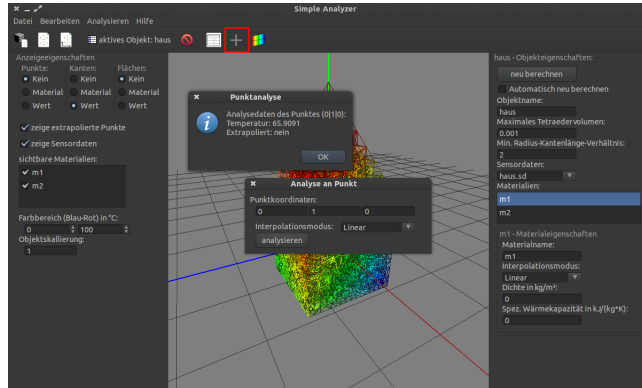 Simple Analyzer
Datei Bearbeiten Analysieren Hilfe
aktives Objekt: haus
Anzeigeeigenschaften
Punkte: Kanten: Flächen:
Kein Kein Kein
Material Material Material
Wert Wert Wert
zeige extrapolierte Punkte
zeige Sensordaten
sichtbare Materialien:
m1
m2
Farbbereich (Blau-Rot) in °C:
0 100
Objektskallierung:
1
Punktanalyse
Analysedaten des Punktes (0|1|0):
Temperatur: 65.9091
Extrapoliert: nein
OK
Analyse an Punkt
Punktkoordinaten:
0 1 0
Interpolationsmodus: Linear
analysieren
haus - Objekteigenschaften:
neu berechnen
Automatisch neu berechnen
Objektname:
haus
Maximales Tetraedervolumen:
0.001
Min. Radius-Kantenlänge-Verhältnis:
2
Sensordaten:
haus.sd
Materialien:
m1
m2
m1 - Materialeigenschaften
Materialname:
m1
Interpolationsmodus:
Linear
Dichte in kg/m³:
0
Spez. Wärmekapazität in kJ/(kg*K):
0